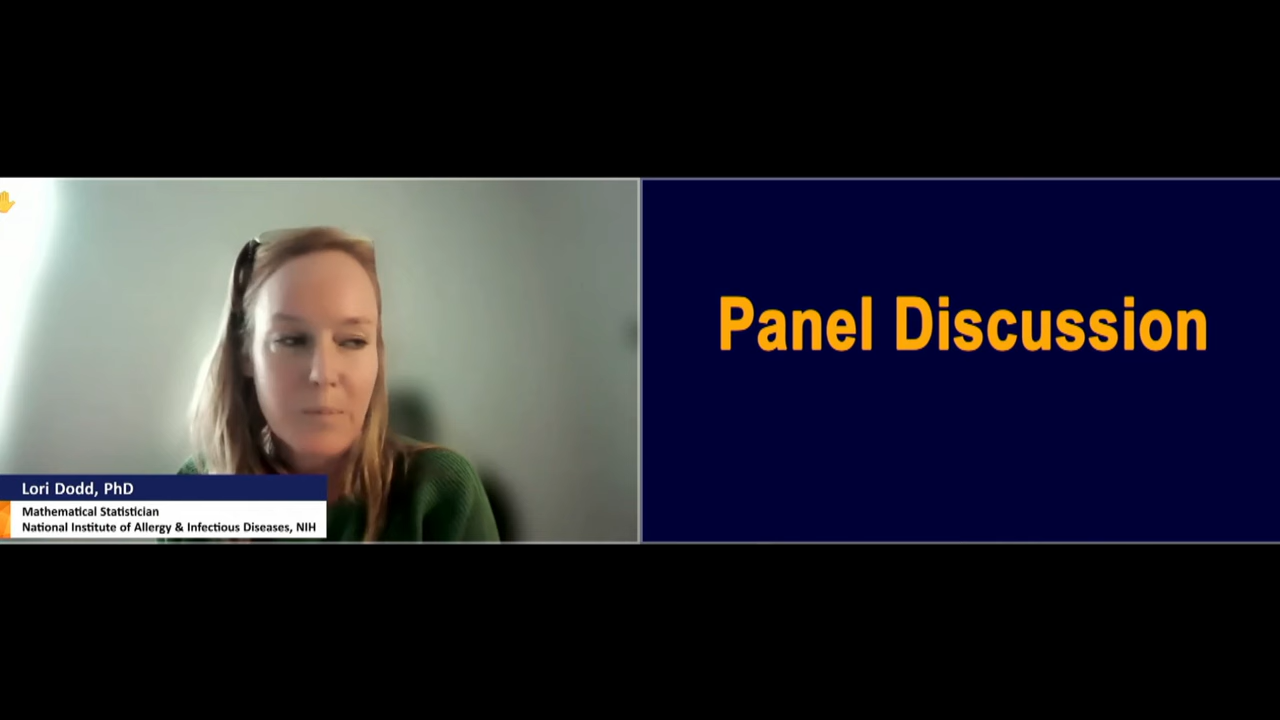 Lori Dodd, PhD
Mathematical Statistician
National Institute of Allergy & Infectious Diseases, NIH
Panel Discussion